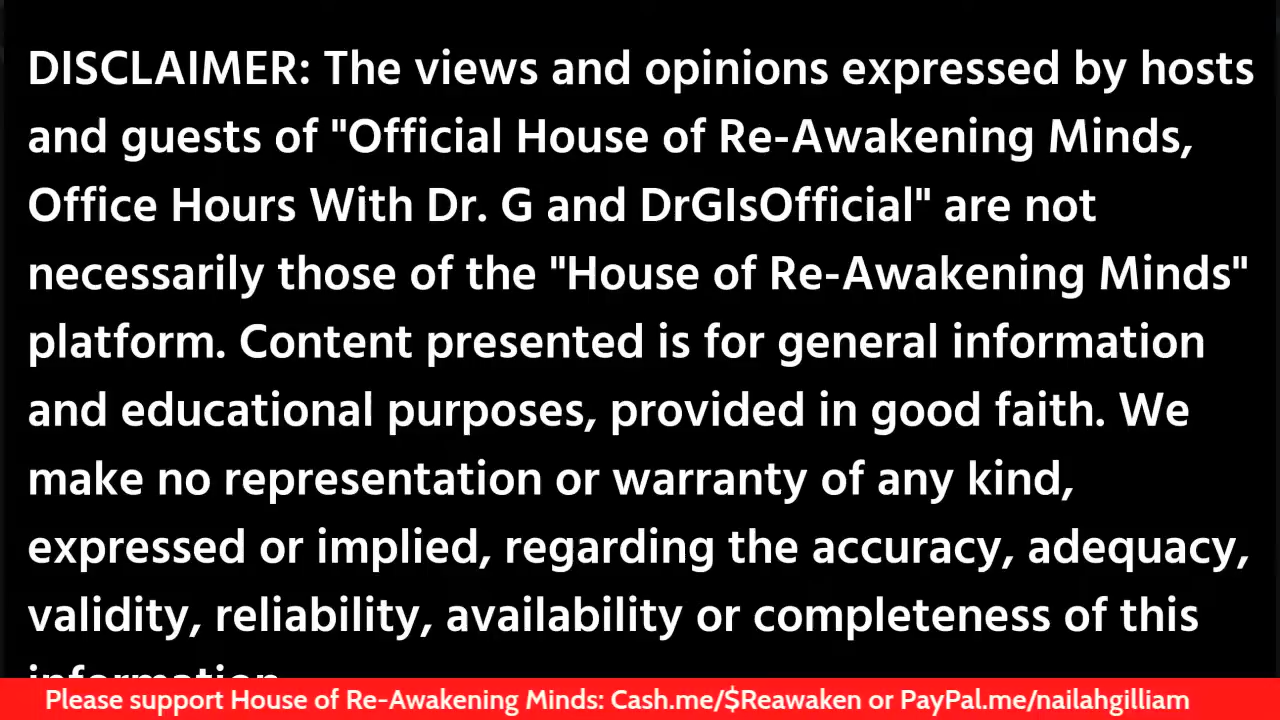 DISCLAIMER: The views and opinions expressed by hosts
and guests of "Official House of Re-Awakening Minds,
Office Hours With Dr. G and DrGIsOfficial" are not
necessarily those of the "House of Re-Awakening Minds"
platform. Content presented is for general information
and educational purposes, provided in good faith. We
make no representation or warranty of any kind,
expressed or implied, regarding the accuracy, adequacy,
validity, reliability, availability or completeness of this
information
Please support House of Re-Awakening Minds: Cash.me/$Reawaken or PayPal.me/nailahgilliam